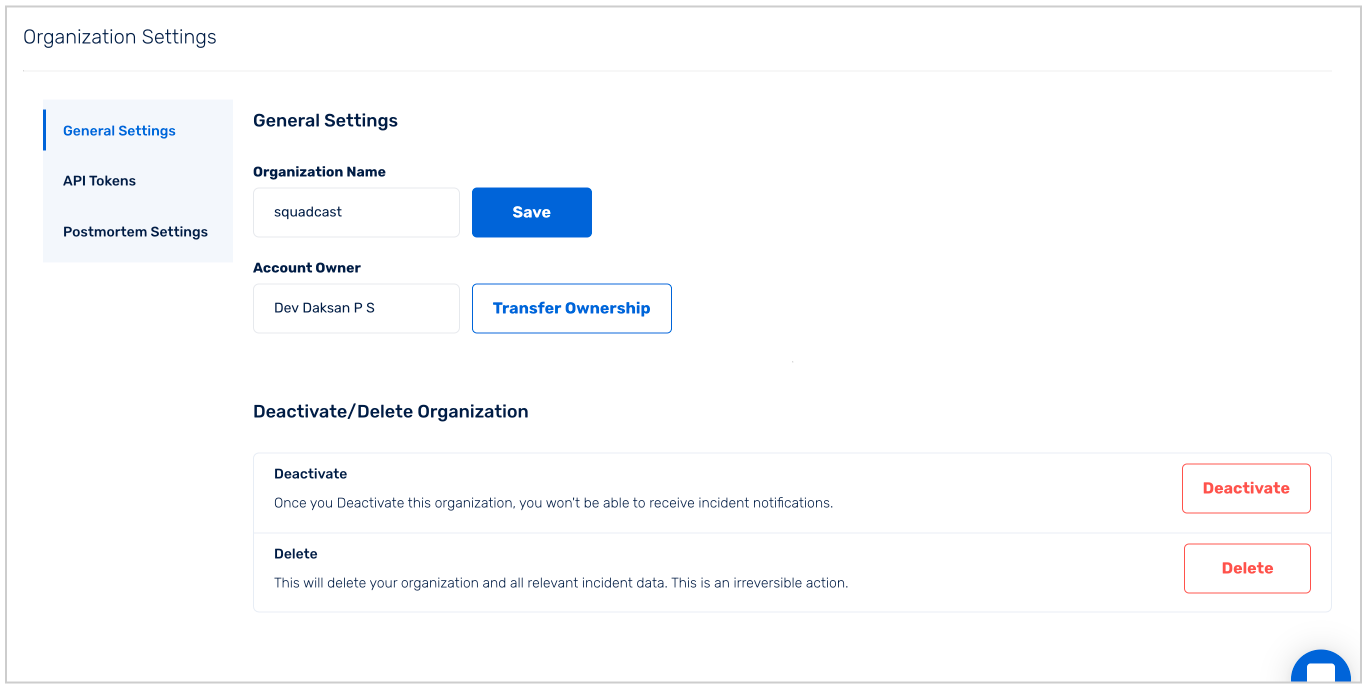 Organization Settings
General Settings
API Tokens
Postmortem Settings
General Settings
Organization Name
squadcast
Save
Account Owner
Dev Daksan P S
Transfer Ownership
Deactivate/Delete Organization
Deactivate
Once you Deactivate this organization, you won't be able to receive incident notifications.
Deactivate
Delete
This will delete your organization and all relevant incident data. This is an irreversible action.
Delete